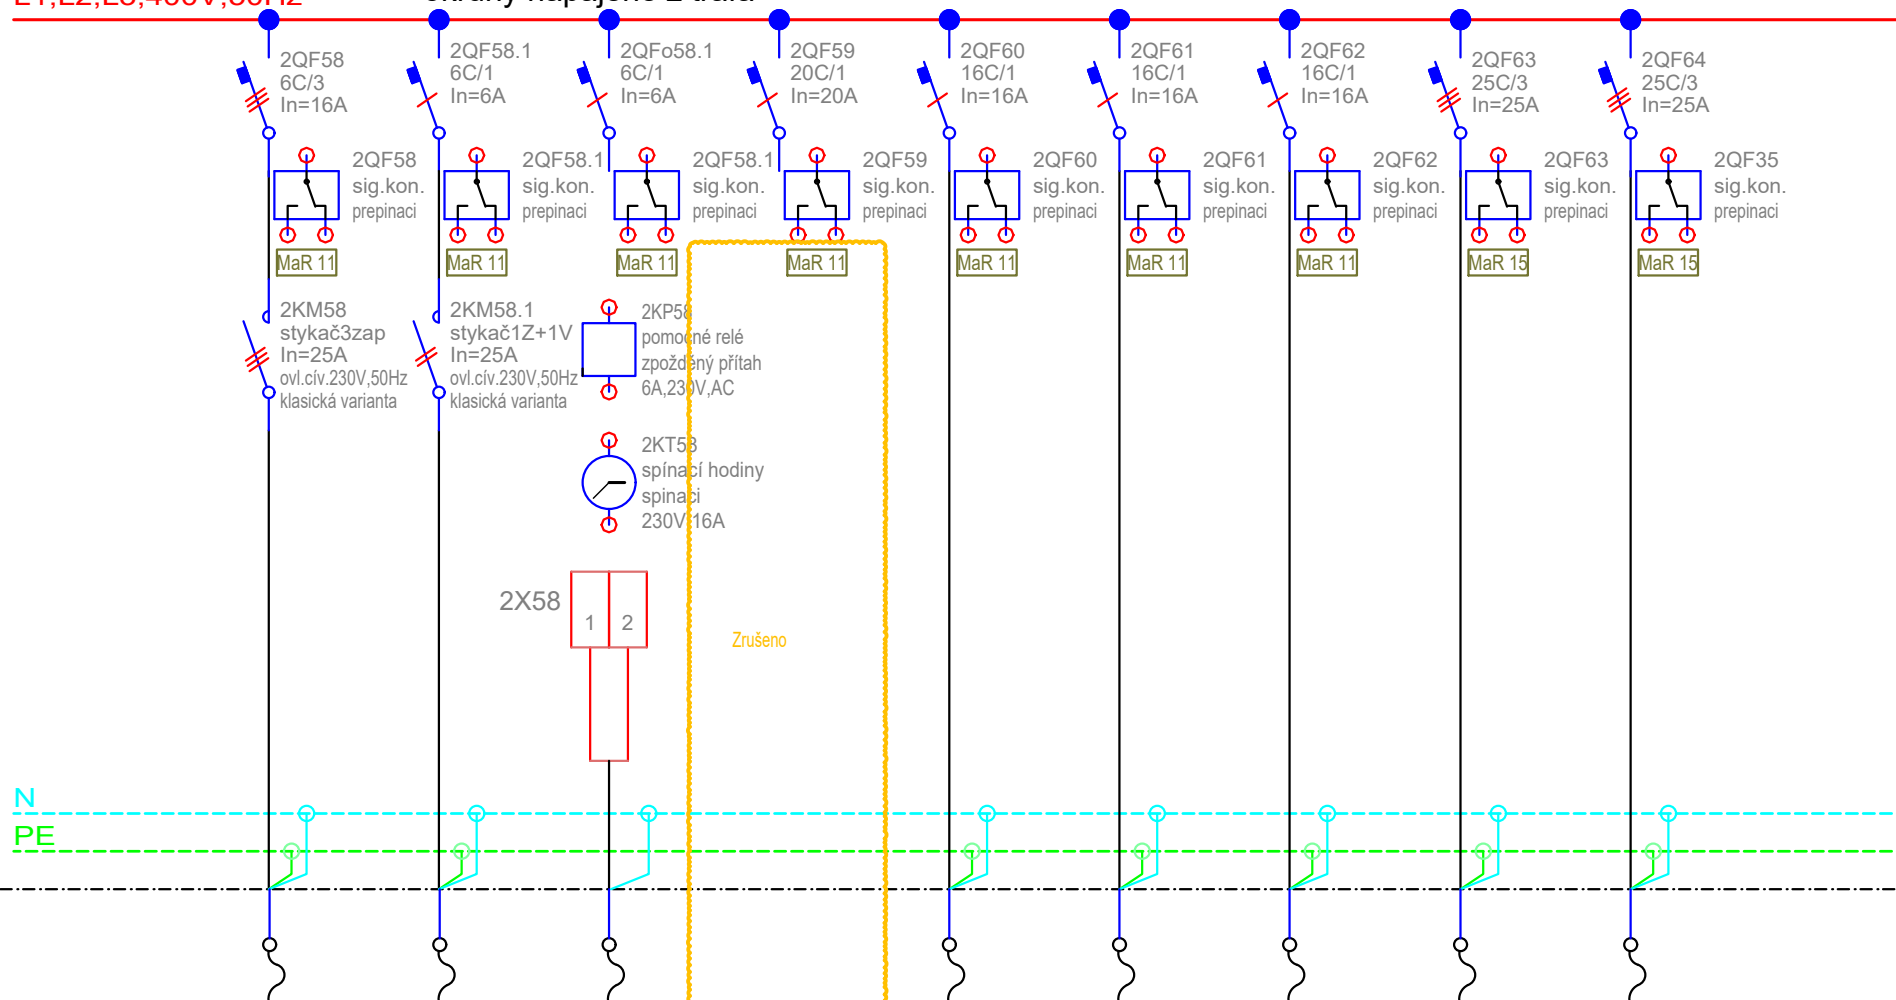 L1,L2,L3,400V,50Hz
okruhy napájené z trafa
2QF58
6C/3
In=16A
2QF58.1
6C/1
In=6A
2QFo58.1
6C/1
In=6A
2QF59
20C/1
In=20A
2QF60
16C/1
In=16A
2QF61
16C/1
In=16A
2QF62
16C/1
In=16A
2QF63
25C/3
In=25A
2QF64
25C/3
In=25A
2QF58
sig.kon.
prepinaci
2QF58.1
sig.kon.
prepinaci
2QF58.1
sig.kon.
prepinaci
2QF59
sig.kon.
prepinaci
2QF60
sig.kon.
prepinaci
2QF61
sig.kon.
prepinaci
2QF62
sig.kon.
prepinaci
2QF63
sig.kon.
prepinaci
2QF35
sig.kon.
prepinaci
MaR 11
MaR 11
MaR 11
MaR 11
MaR 11
MaR 11
MaR 11
MaR 15
MaR 15
2KM58
stykač3zap
In=25A
ovl.cív.230V,50Hz
klasická varianta
2KM58.1
stykač1Z+1V
In=25A
ovl.cív.230V,50Hz
klasická varianta
2KP58
pomocné relé
zpožděný přítah
6A,230V,AC
2KT58
spínací hodiny
spinaci
230V,16A
2X58
1
2
Zrušeno
N
PE